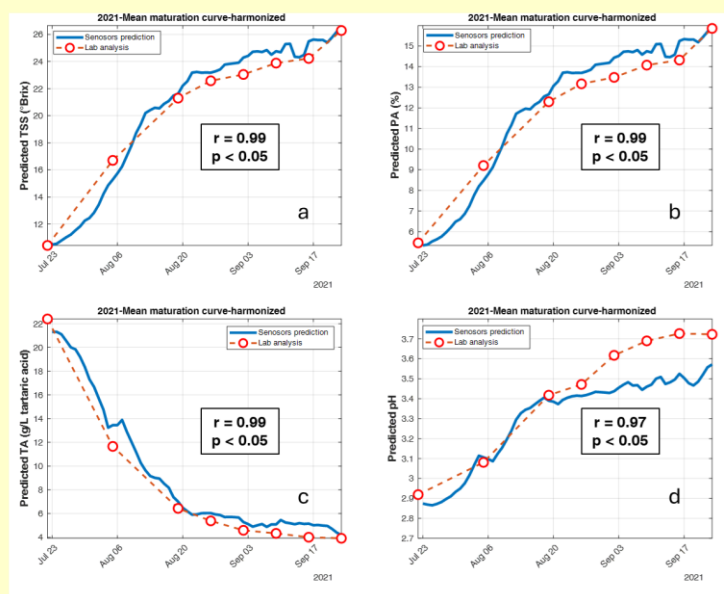 2021-Mean maturation curve-harmonized
Predicted TSS (°Brix)
26
24
22
20
18
16
14
12
Senosors prediction
Lab analysis
r = 0.99
p < 0.05
a
Jul 23
Aug 06
Aug 20
Sep 03
Sep 17
2021
2021-Mean maturation curve-harmonized
Predicted PA (%)
15
14
13
12
11
10
9
8
7
6
Senosors prediction
Lab analysis
r = 0.99
p < 0.05
b
Jul 23
Aug 06
Aug 20
Sep 03
Sep 17
2021
2021-Mean maturation curve-harmonized
Predicted TA (g/L tartaric acid)
22
20
18
16
14
12
10
8
6
4
Senosors prediction
Lab analysis
r = 0.99
p < 0.05
c
Jul 23
Aug 06
Aug 20
Sep 03
Sep 17
2021
2021-Mean maturation curve-harmonized
Predicted pH
3.7
3.6
3.5
3.4
3.3
3.2
3.1
3
2.9
2.8
2.7
Senosors prediction
Lab analysis
r = 0.97
p < 0.05
d
Jul 23
Aug 06
Aug 20
Sep 03
Sep 17
2021